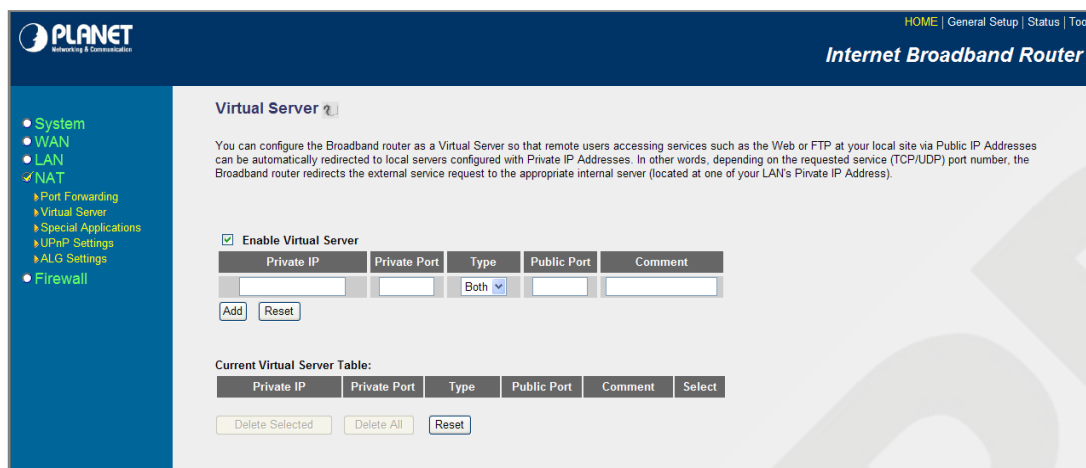 PLANET
Networking & Communication
HOME | General Setup | Status | Too
Internet Broadband Router
System
WAN
LAN
NAT
Port Forwarding
Virtual Server
Special Applications
UPnP Settings
ALG Settings
Firewall
Virtual Server
You can configure the Broadband router as a Virtual Server so that remote users accessing services such as the Web or FTP at your local site via Public IP Addresses
can be automatically redirected to local servers configured with Private IP Addresses. In other words, depending on the requested service (TCP/UDP) port number, the
Broadband router redirects the external service request to the appropriate internal server (located at one of your LAN's Pirvate IP Address).
Enable Virtual Server
Private IP Private Port Type Public Port Comment
Both
Add Reset
Current Virtual Server Table:
Private IP Private Port Type Public Port Comment Select
Delete Selected Delete All Reset